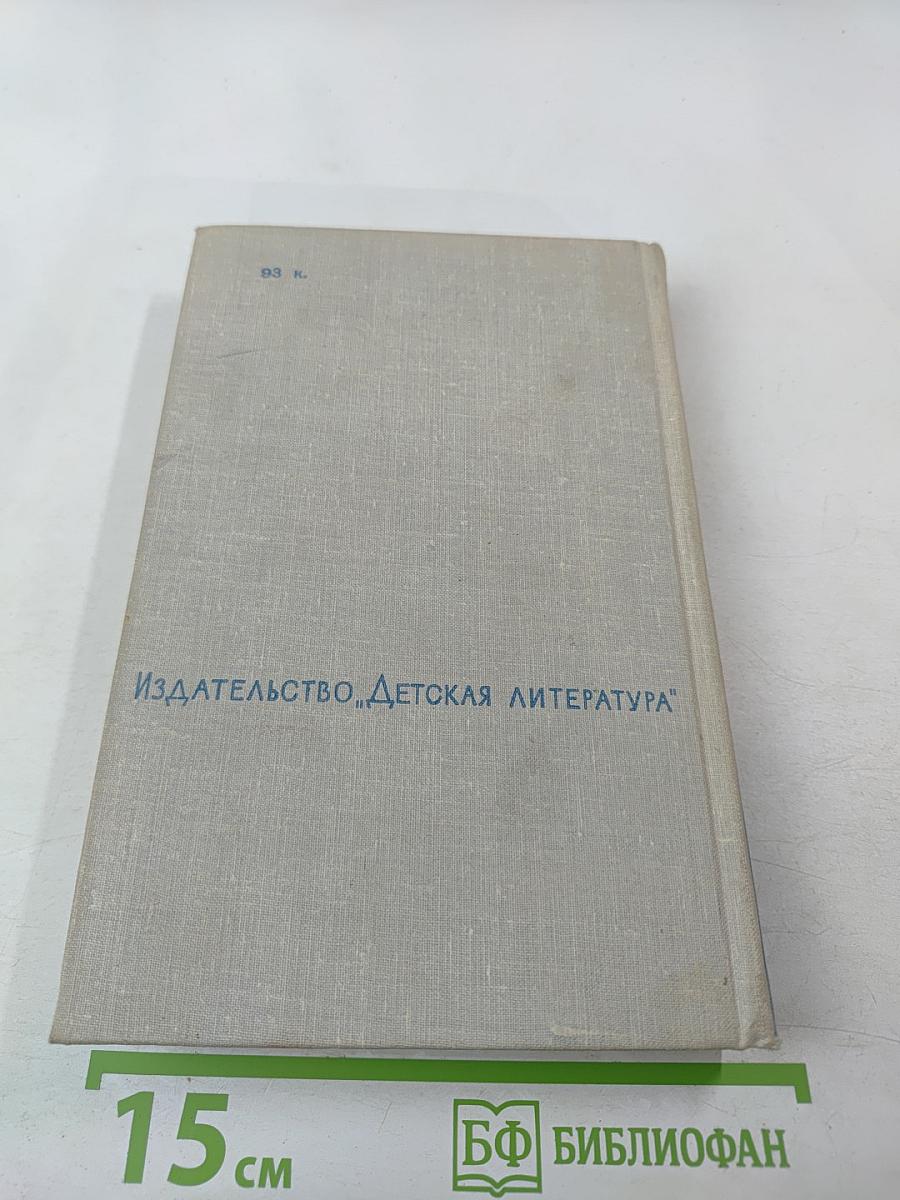 93 к.
Издательство „Детская литература"
15 см
БФ БИБЛИОФАН